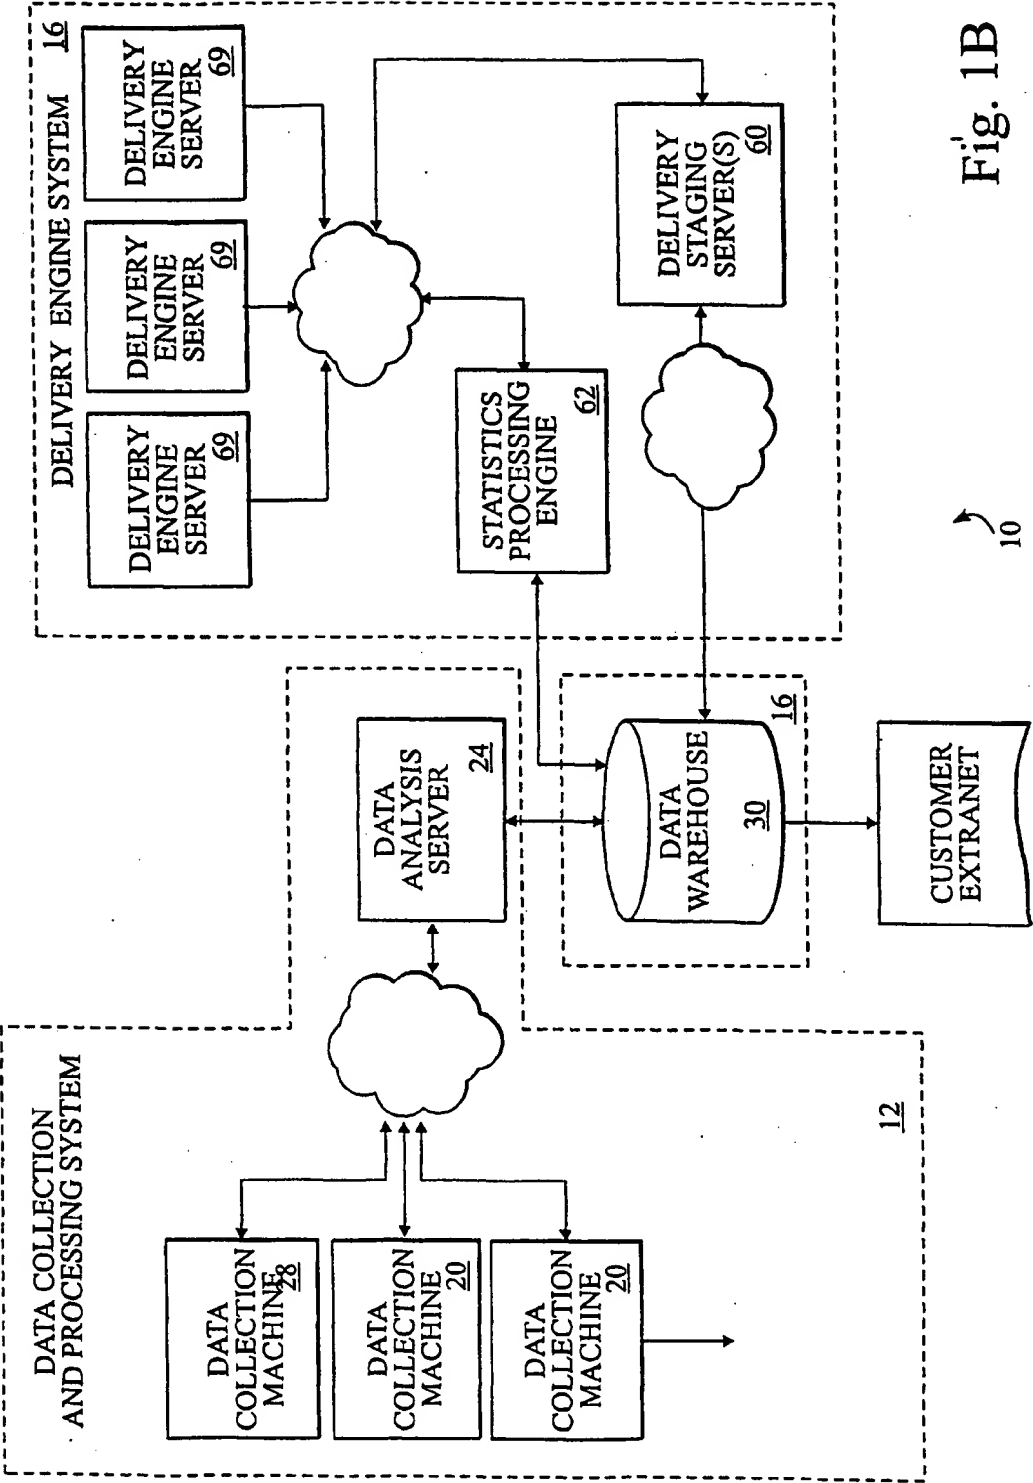 DATA COLLECTION
AND PROCESSING SYSTEM
DATA
COLLECTION
MACHINE
28
DATA
COLLECTION
MACHINE
20
DATA
COLLECTION
MACHINE
20
12
DATA
ANALYSIS
SERVER
24
DATA
WAREHOUSE
30
16
CUSTOMER
EXTRANET
DELIVERY ENGINE SYSTEM
16
DELIVERY
ENGINE
SERVER
69
DELIVERY
ENGINE
SERVER
69
DELIVERY
ENGINE
SERVER
69
STATISTICS
PROCESSING
ENGINE
62
DELIVERY
STAGING
SERVER(S)
60
10
Fig. 1B